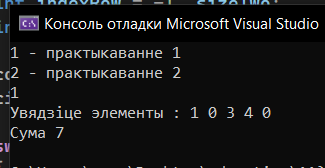 Консоль отладки Microsoft Visual Studio
1 - практыкаванне 1
2 - практыкаванне 2
1
Увядзіце элементы : 1 0 3 4 0
Сума 7